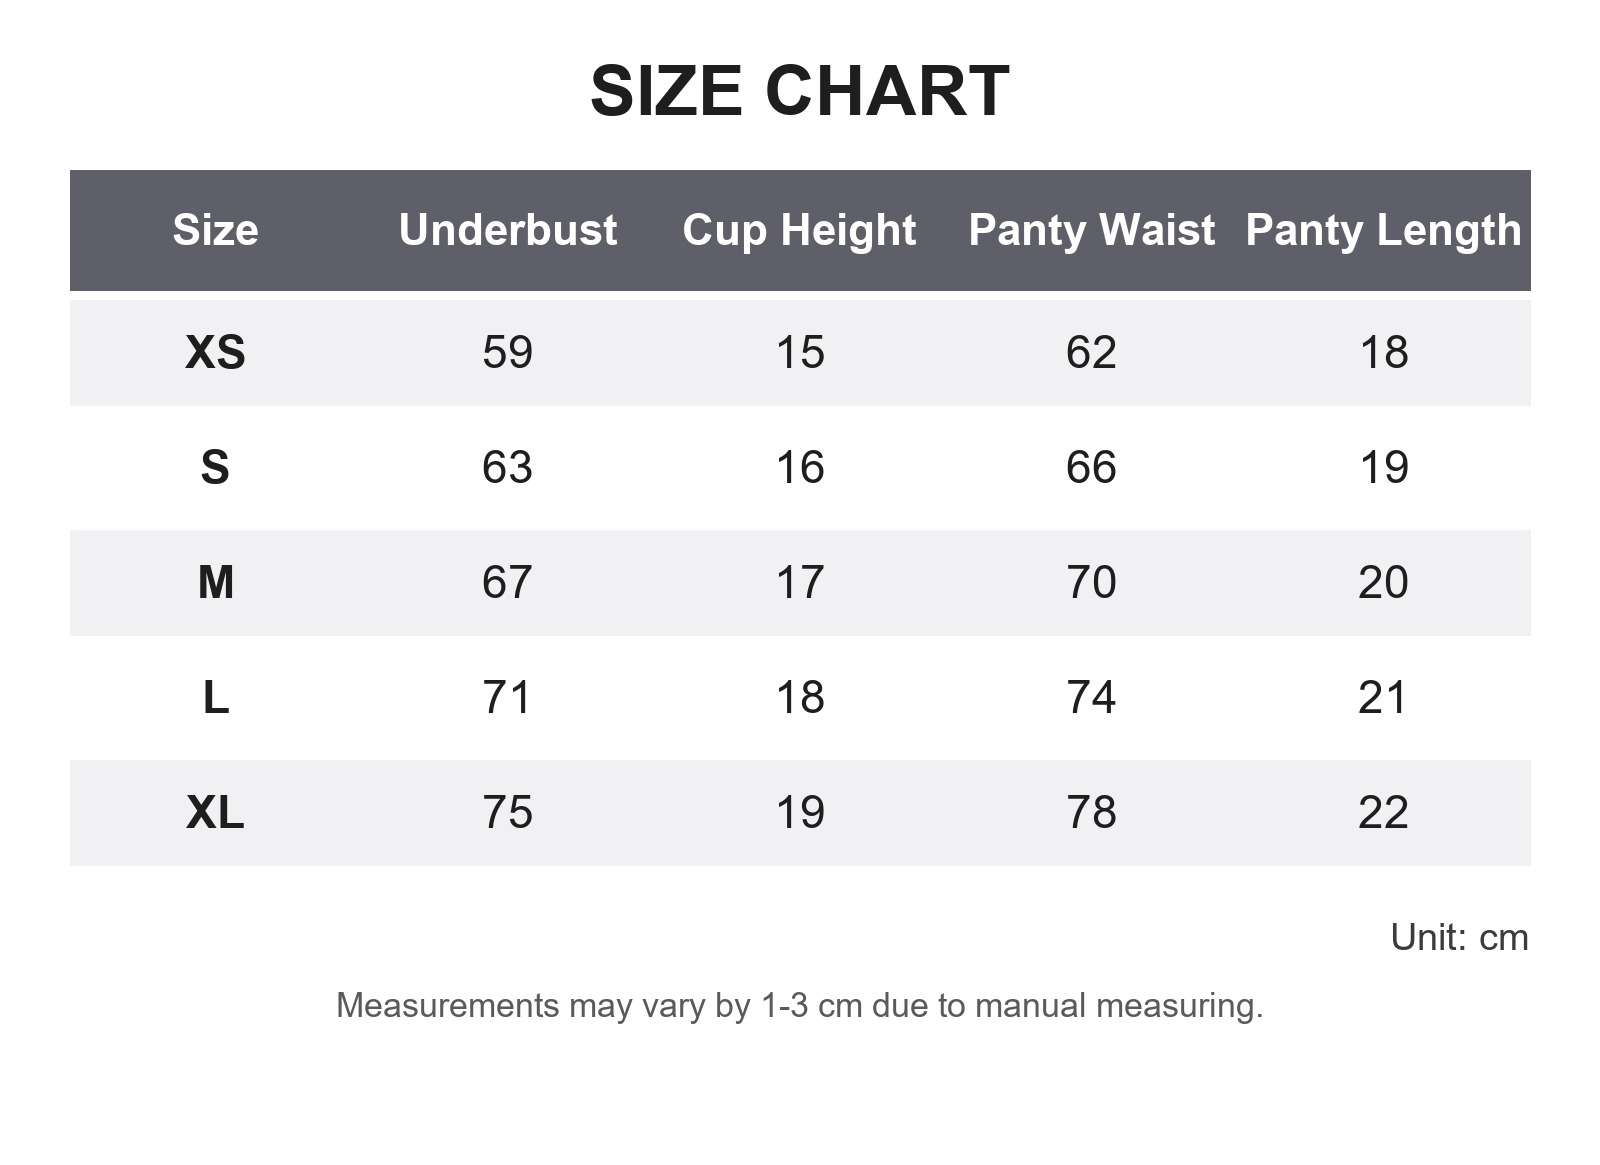 SIZE CHART
Size Underbust Cup Height Panty Waist Panty Length
XS 59 15 62 18
S 63 16 66 19
M 67 17 70 20
L 71 18 74 21
XL 75 19 78 22
Unit: cm
Measurements may vary by 1-3 cm due to manual measuring.